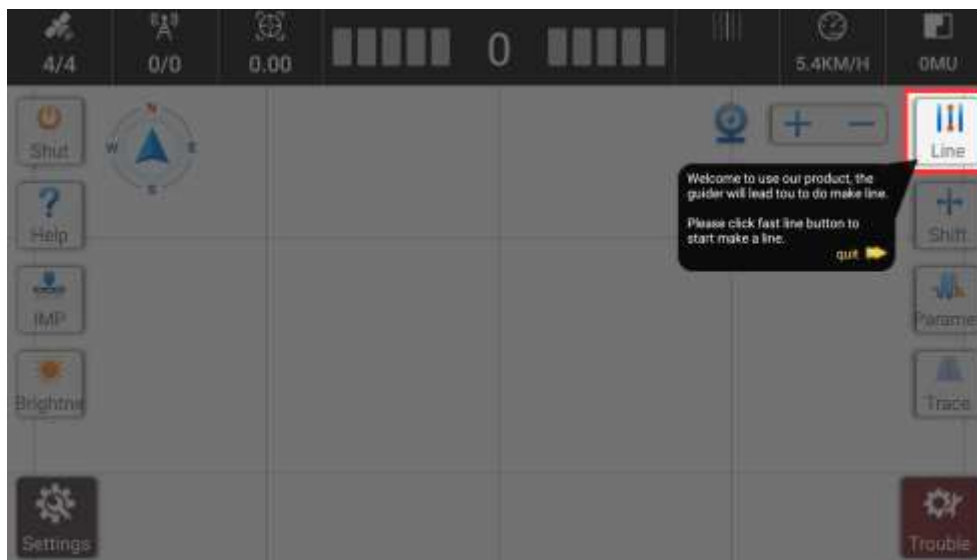 4/4
0/0
0.00
0
5.4KM/H
0MU
Shut
N
W
E
S
+ −
Line
Welcome to use our product, the
guider will lead tou to do make line.
Please click fast line button to
start make a line.
quit
?
Help
Shift
IMP
Parame
Brightne
Trace
Settings
Trouble